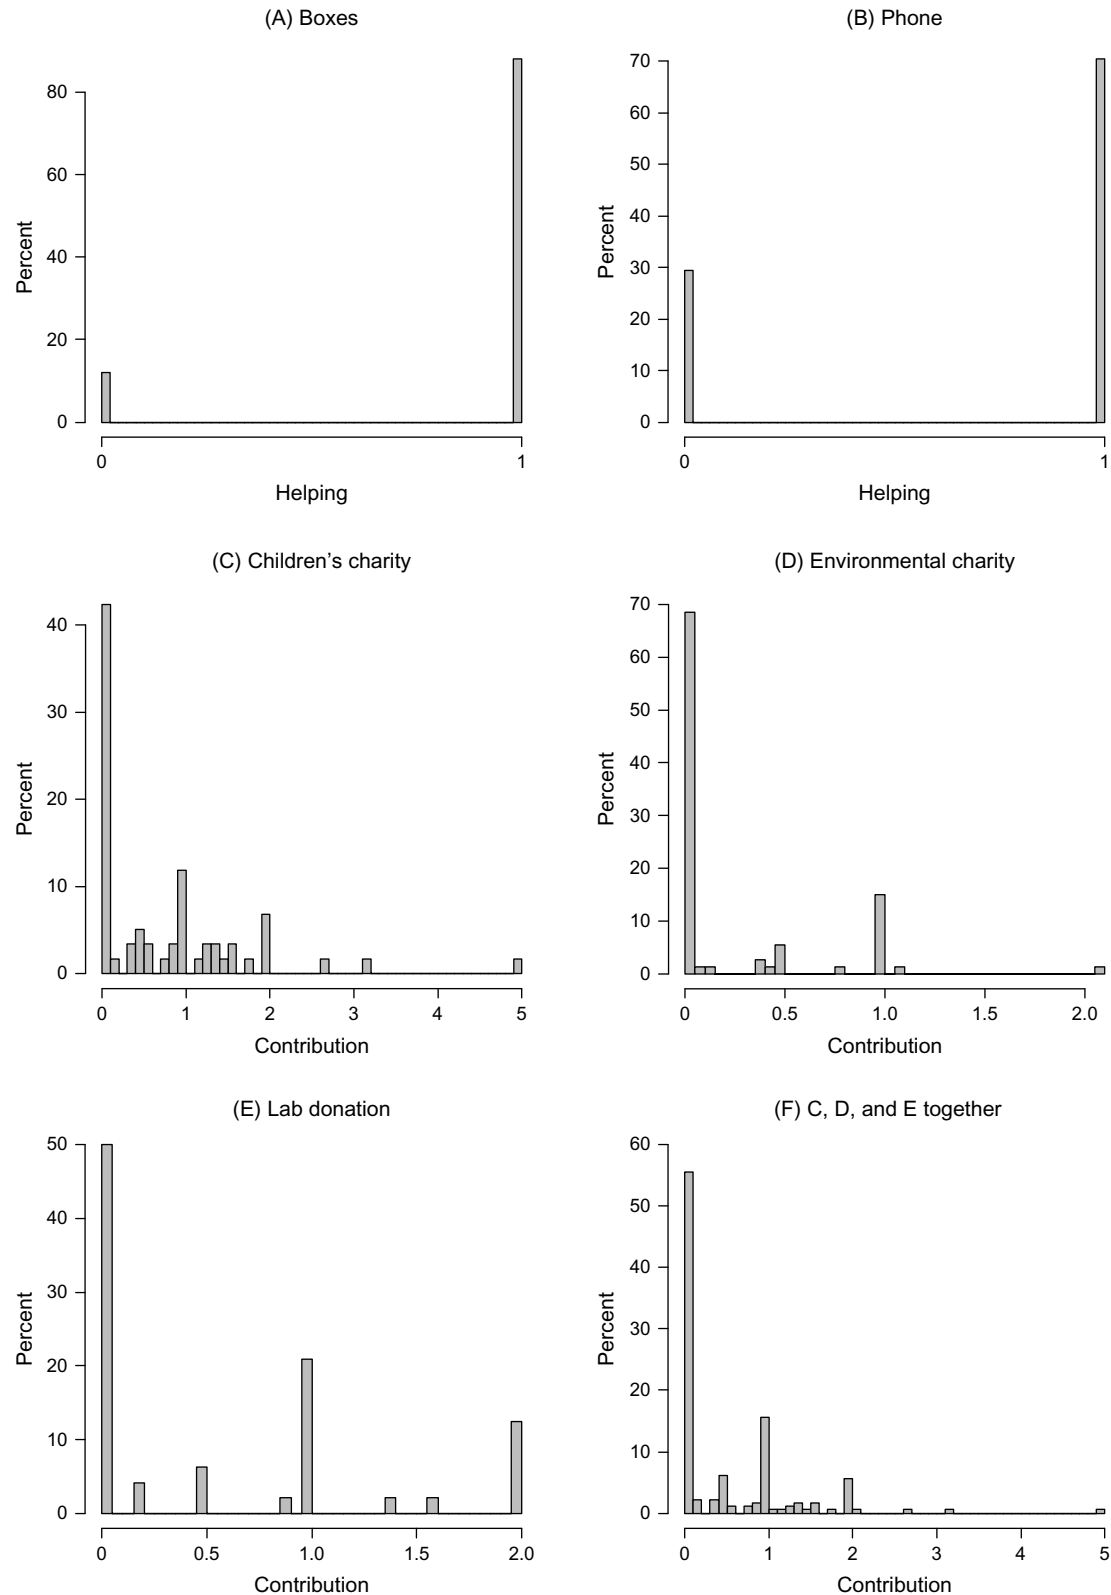 (A) Boxes
Percent
80
60
40
20
0
0 1
Helping
(B) Phone
Percent
70
60
50
40
30
20
10
0
0 1
Helping
(C) Children’s charity
Percent
40
30
20
10
0
0 1 2 3 4 5
Contribution
(D) Environmental charity
Percent
70
60
50
40
30
20
10
0
0 0.5 1.0 1.5 2.0
Contribution
(E) Lab donation
Percent
50
40
30
20
10
0
0 0.5 1.0 1.5 2.0
Contribution
(F) C, D, and E together
Percent
60
50
40
30
20
10
0
0 1 2 3 4 5
Contribution